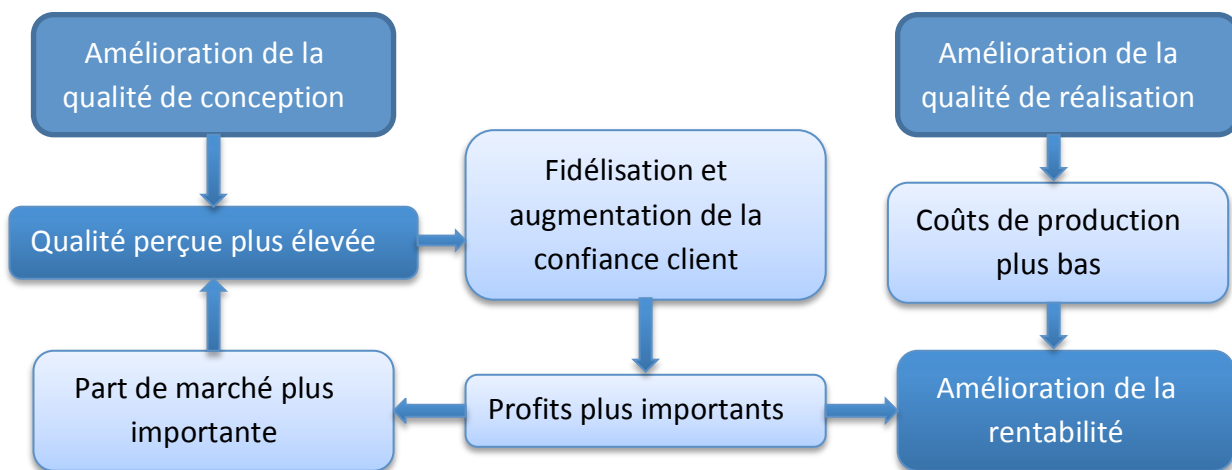 Amélioration de la
qualité de conception
Amélioration de la
qualité de réalisation
Fidélisation et
augmentation de la
confiance client
Qualité perçue plus élevée
Coûts de production
plus bas
Part de marché plus
importante
Profits plus importants
Amélioration de la
rentabilité